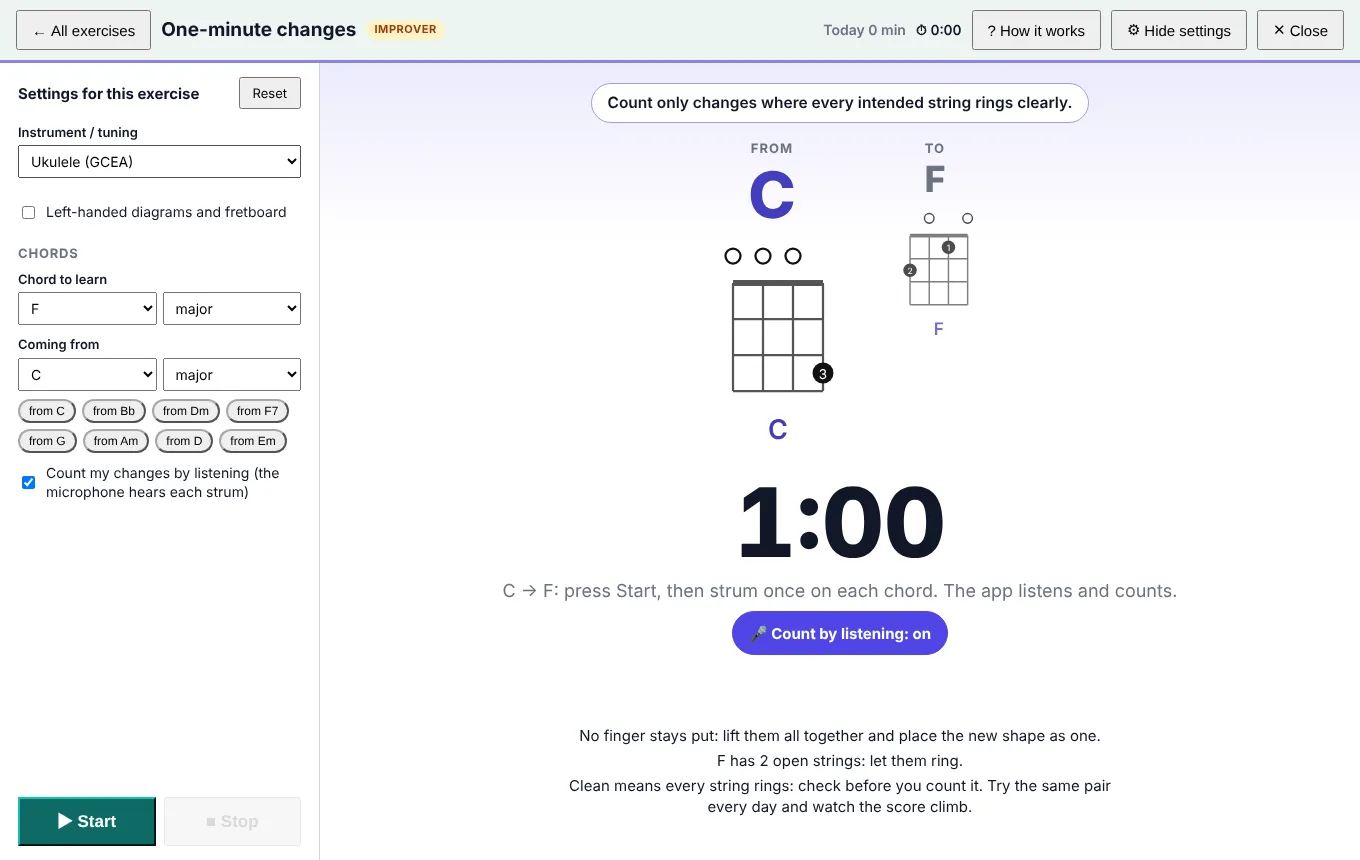 ← All exercises
One-minute changes
IMPROVER
Today 0 min
⏱ 0:00
? How it works
⚙ Hide settings
✕ Close
Settings for this exercise
Reset
Instrument / tuning
Ukulele (GCEA)
Left-handed diagrams and fretboard
CHORDS
Chord to learn
F
major
Coming from
C
major
from C
from Bb
from Dm
from F7
from G
from Am
from D
from Em
Count my changes by listening (the
microphone hears each strum)
▶ Start
■ Stop
Count only changes where every intended string rings clearly.
FROM
C
3
C
TO
F
1
2
F
1:00
C → F: press Start, then strum once on each chord. The app listens and counts.
🎤 Count by listening: on
No finger stays put: lift them all together and place the new shape as one.
F has 2 open strings: let them ring.
Clean means every string rings: check before you count it. Try the same pair
every day and watch the score climb.